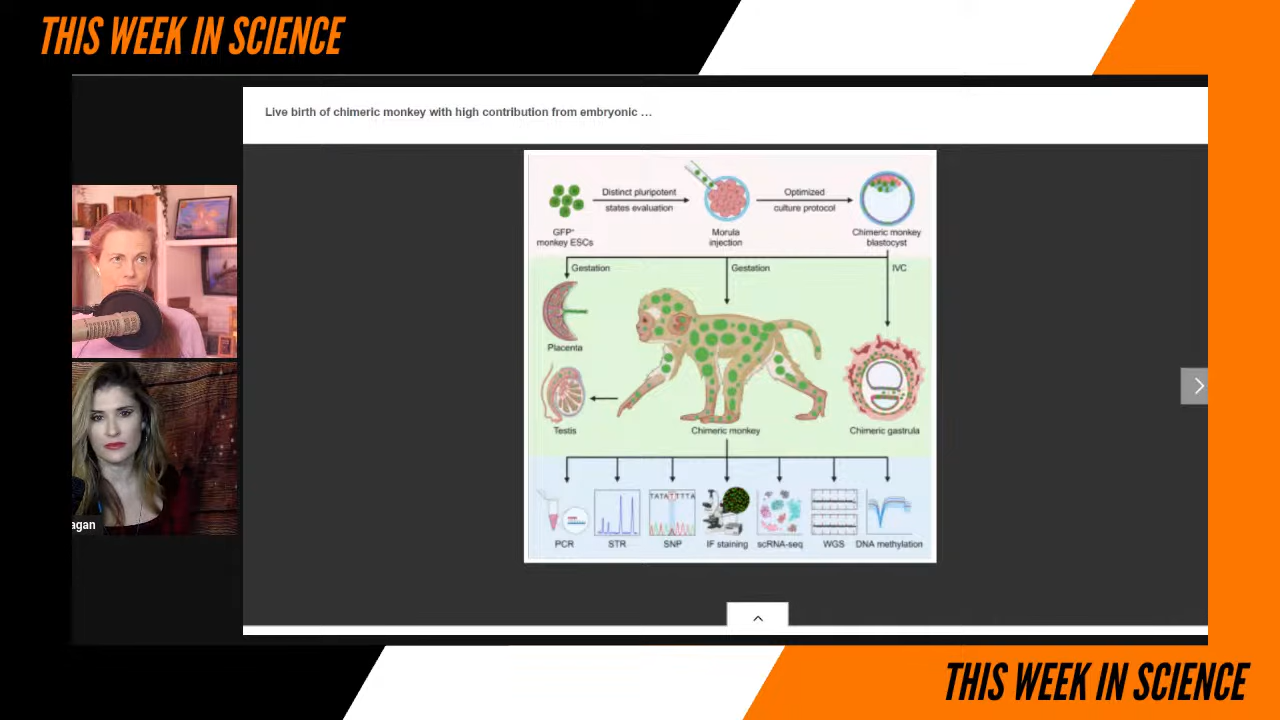 THIS WEEK IN SCIENCE
Live birth of chimeric monkey with high contribution from embryonic …
Distinct pluripotent
states evaluation
Optimized
culture protocol
GFP⁺
monkey ESCs
Morula
injection
Chimeric monkey
blastocyst
Gestation
Gestation
IVC
Placenta
Testis
Chimeric monkey
Chimeric gastrula
TATATTTTA
PCR
STR
SNP
IF staining
scRNA-seq
WGS
DNA methylation
agan
THIS WEEK IN SCIENCE